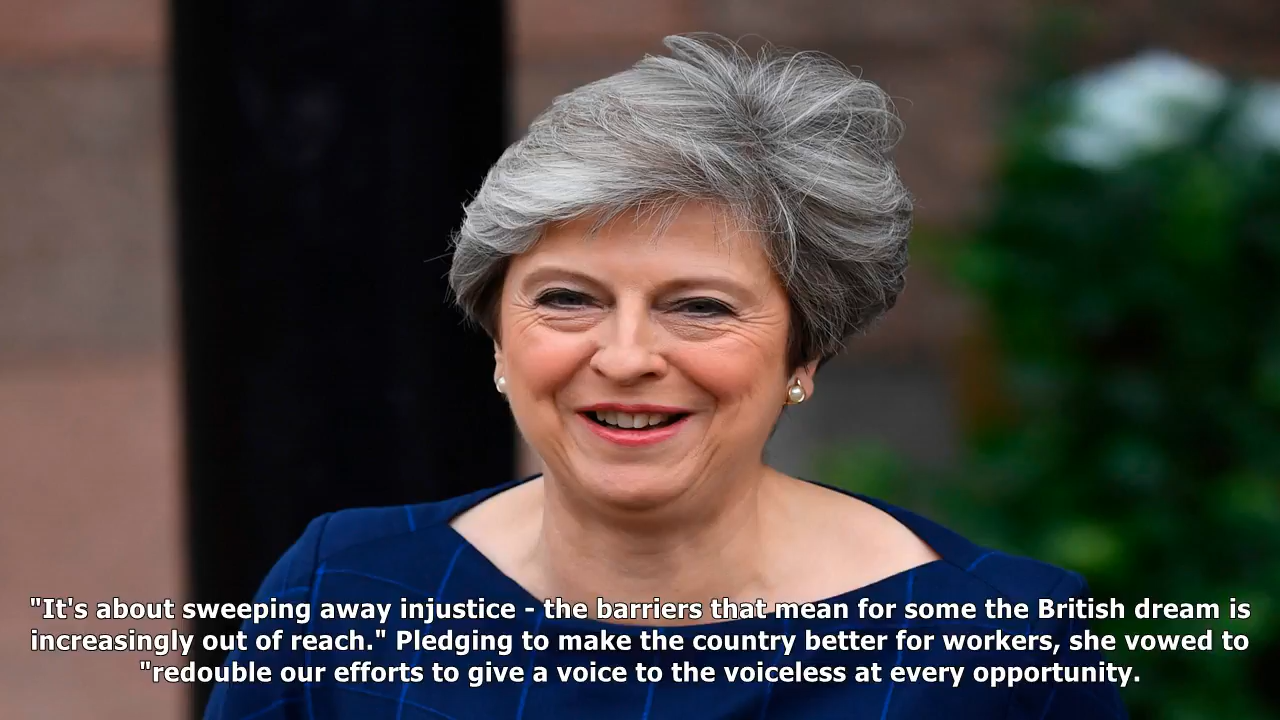 "It's about sweeping away injustice - the barriers that mean for some the British dream is
increasingly out of reach." Pledging to make the country better for workers, she vowed to
"redouble our efforts to give a voice to the voiceless at every opportunity.